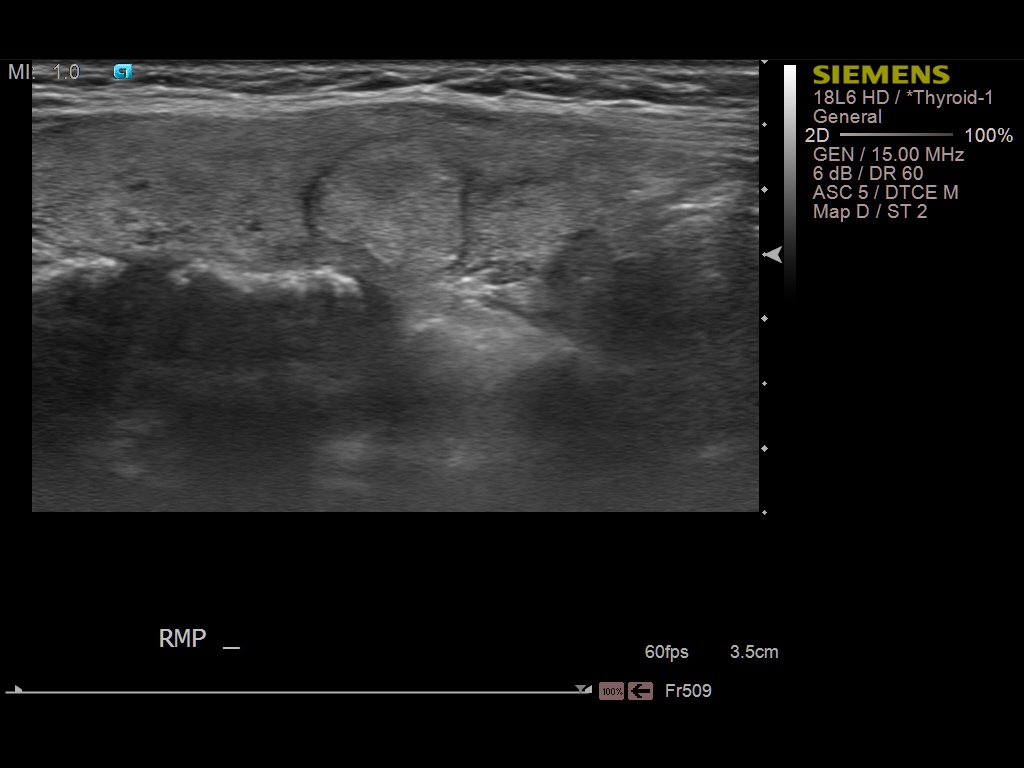 MI: 1.0
SIEMENS
18L6 HD / *Thyroid-1
General
2D 100%
GEN / 15.00 MHz
6 dB / DR 60
ASC 5 / DTCE M
Map D / ST 2
RMP _
60fps 3.5cm
100% Fr509